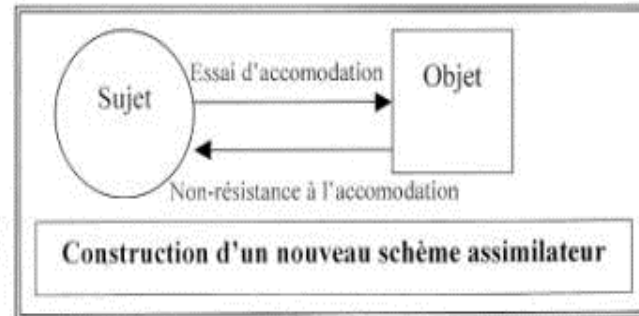 Sujet
Essai d'accomodation
Objet
Non-résistance à l'accomodation
Construction d'un nouveau schème assimilateur